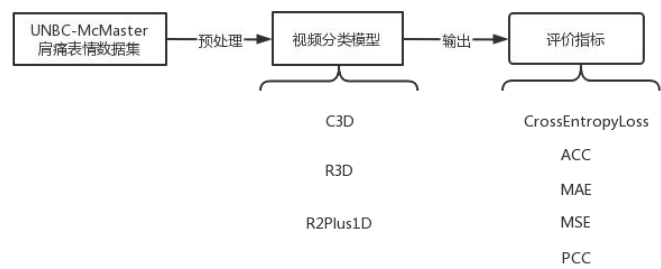 UNBC-McMaster
肩痛表情数据集
预处理
视频分类模型
输出
评价指标
C3D
R3D
R2Plus1D
CrossEntropyLoss
ACC
MAE
MSE
PCC